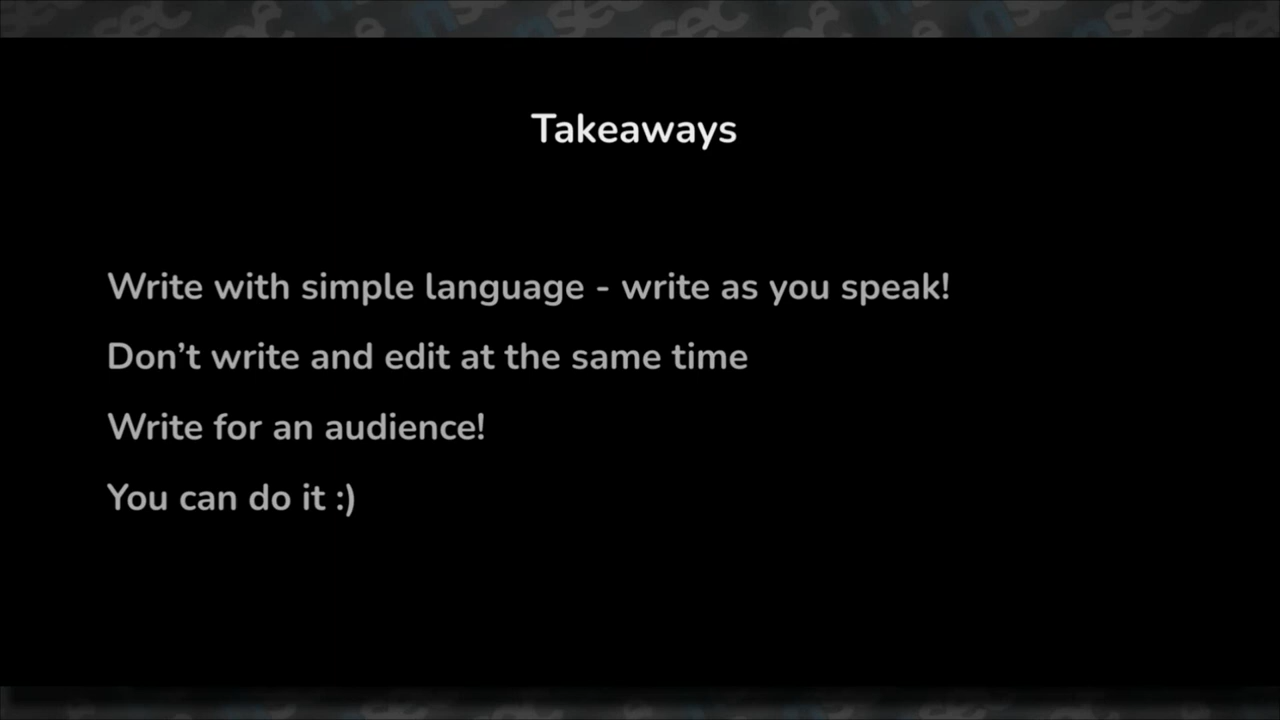 Takeaways
Write with simple language - write as you speak!
Don’t write and edit at the same time
Write for an audience!
You can do it :)